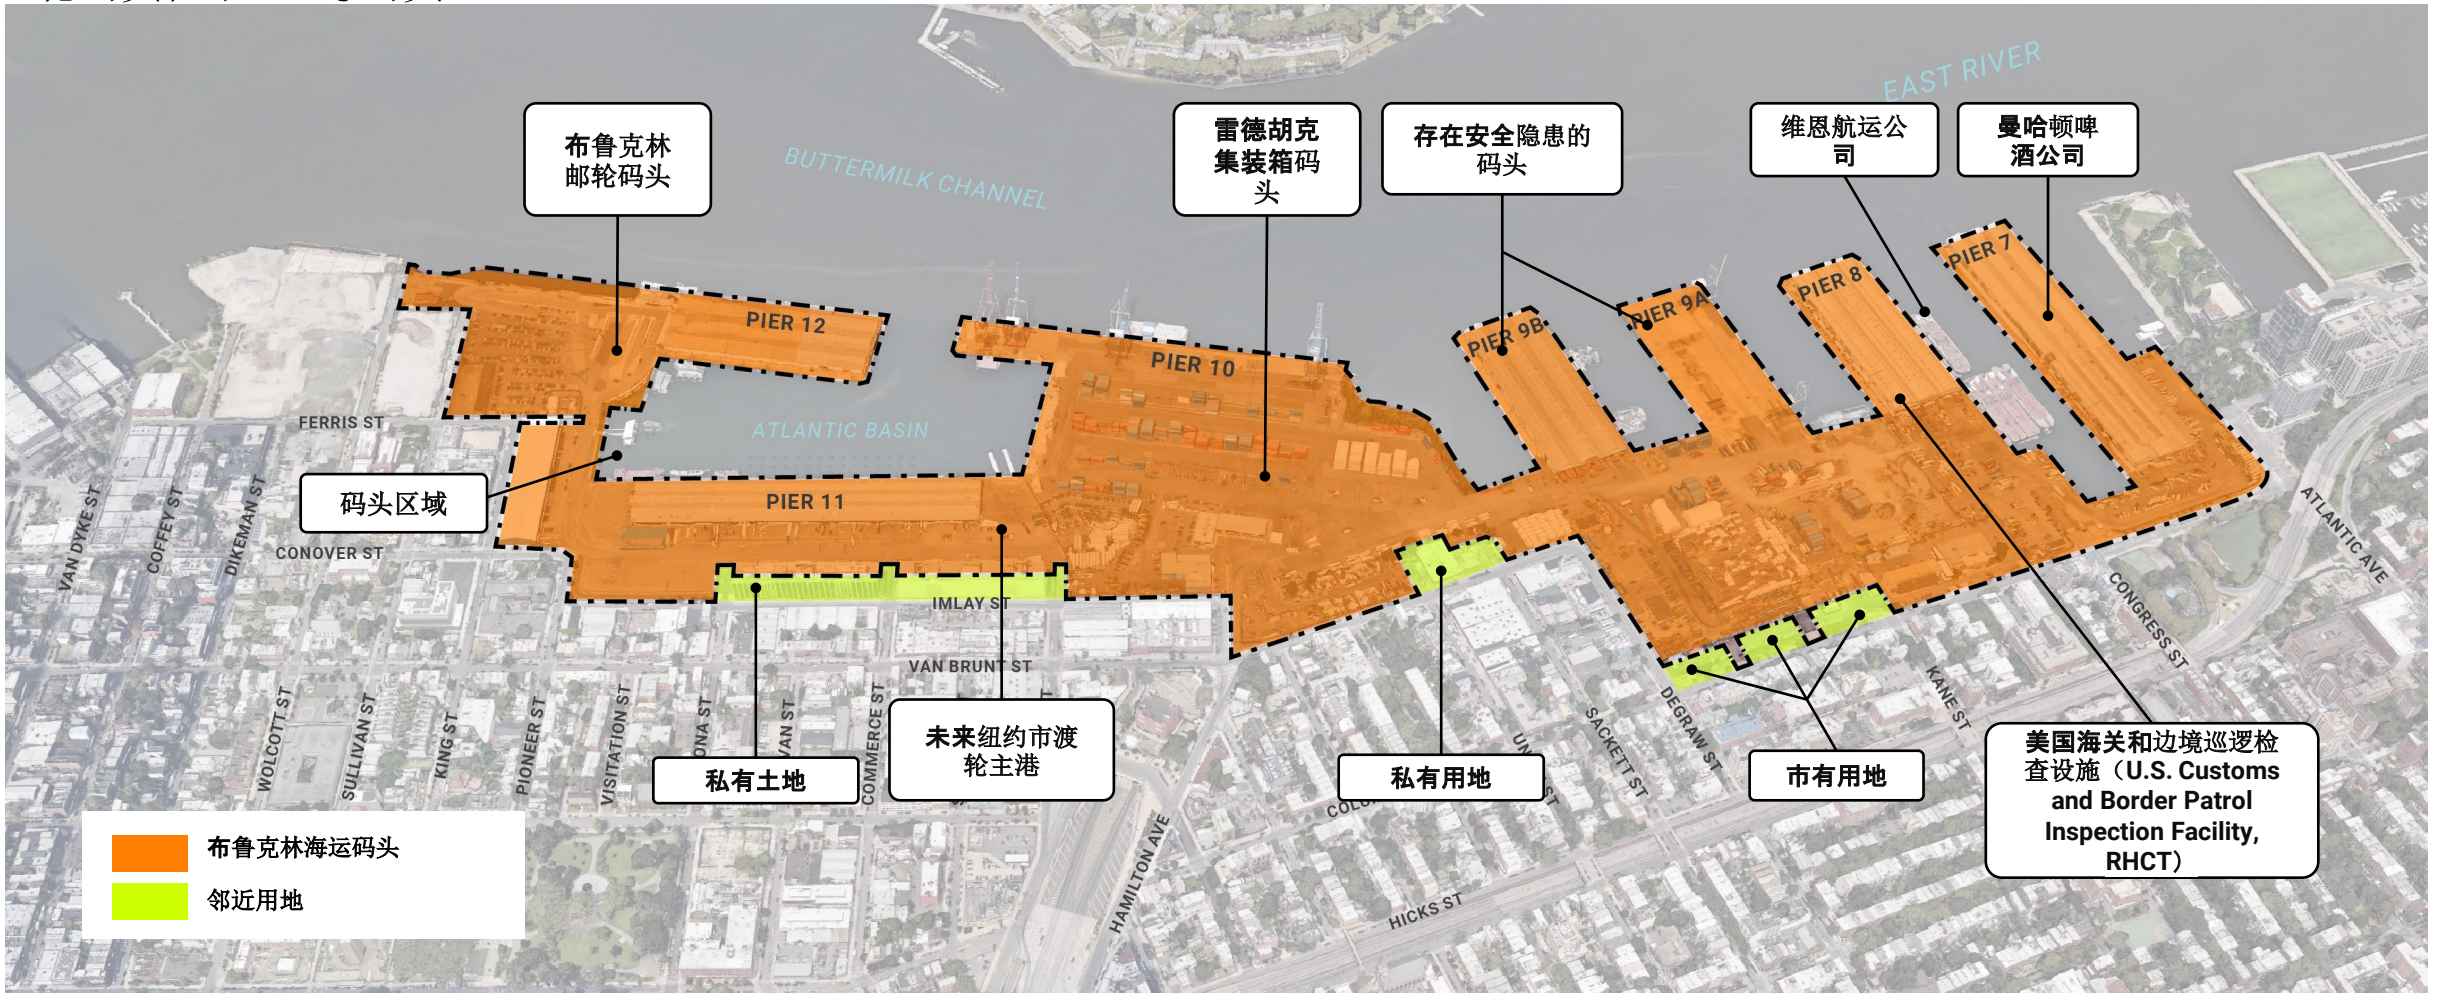 EAST RIVER
布鲁克林
邮轮码头
BUTTERMILK CHANNEL
雷德胡克
集装箱码
头
存在安全隐患的
码头
维恩航运公
司
曼哈顿啤
酒公司
PIER 12
PIER 10
PIER 9B
PIER 9A
PIER 8
PIER 7
ATLANTIC BASIN
码头区域
PIER 11
FERRIS ST
CONOVER ST
VAN DYKE ST
COFFEY ST
DIKEMAN ST
IMLAY ST
VAN BRUNT ST
WOLCOTT ST
SULLIVAN ST
KING ST
PIONEER ST
VISITATION ST
COMMERCE ST
HAMILTON AVE
HICKS ST
SACKETT ST
DEGRAW ST
KANE ST
CONGRESS ST
ATLANTIC AVE
私有土地
未来纽约市渡
轮主港
私有用地
市有用地
美国海关和边境巡逻检
查设施（U.S. Customs
and Border Patrol
Inspection Facility,
RHCT）
布鲁克林海运码头
邻近用地